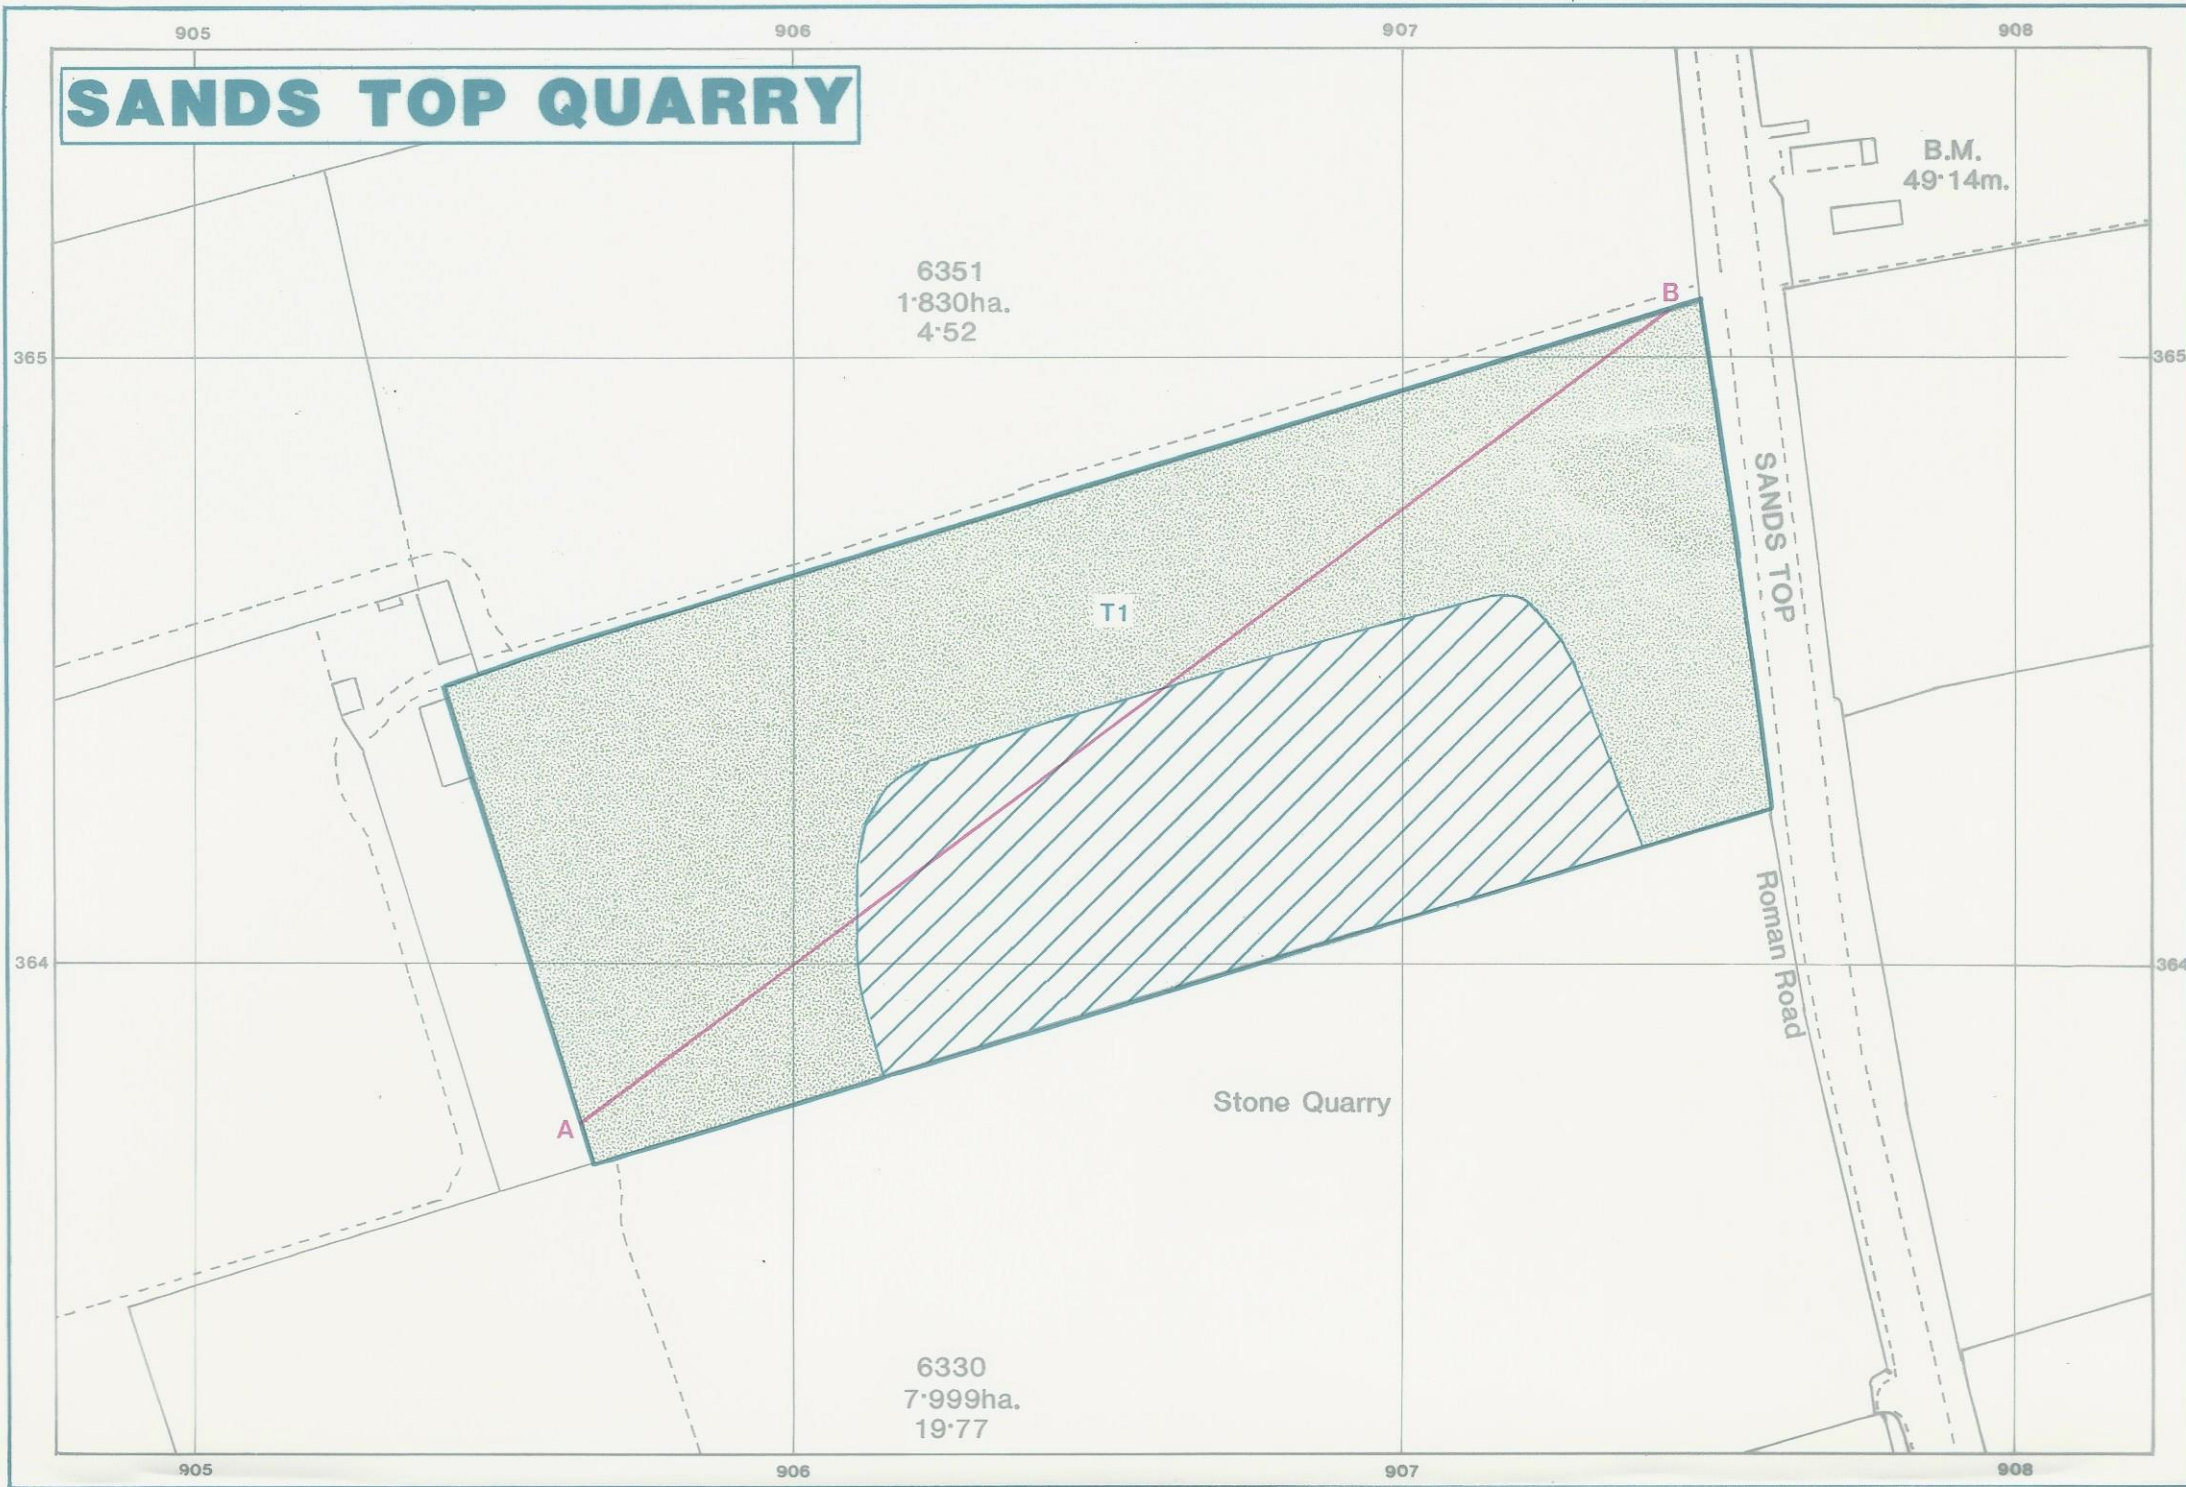 905 906 907 908
SANDS TOP QUARRY
B.M.
49·14m.
6351
1·830ha.
4·52
B
365 365
SANDS TOP
T1
Roman Road
364 364
A
Stone Quarry
6330
7·999ha.
19·77
905 906 907 908